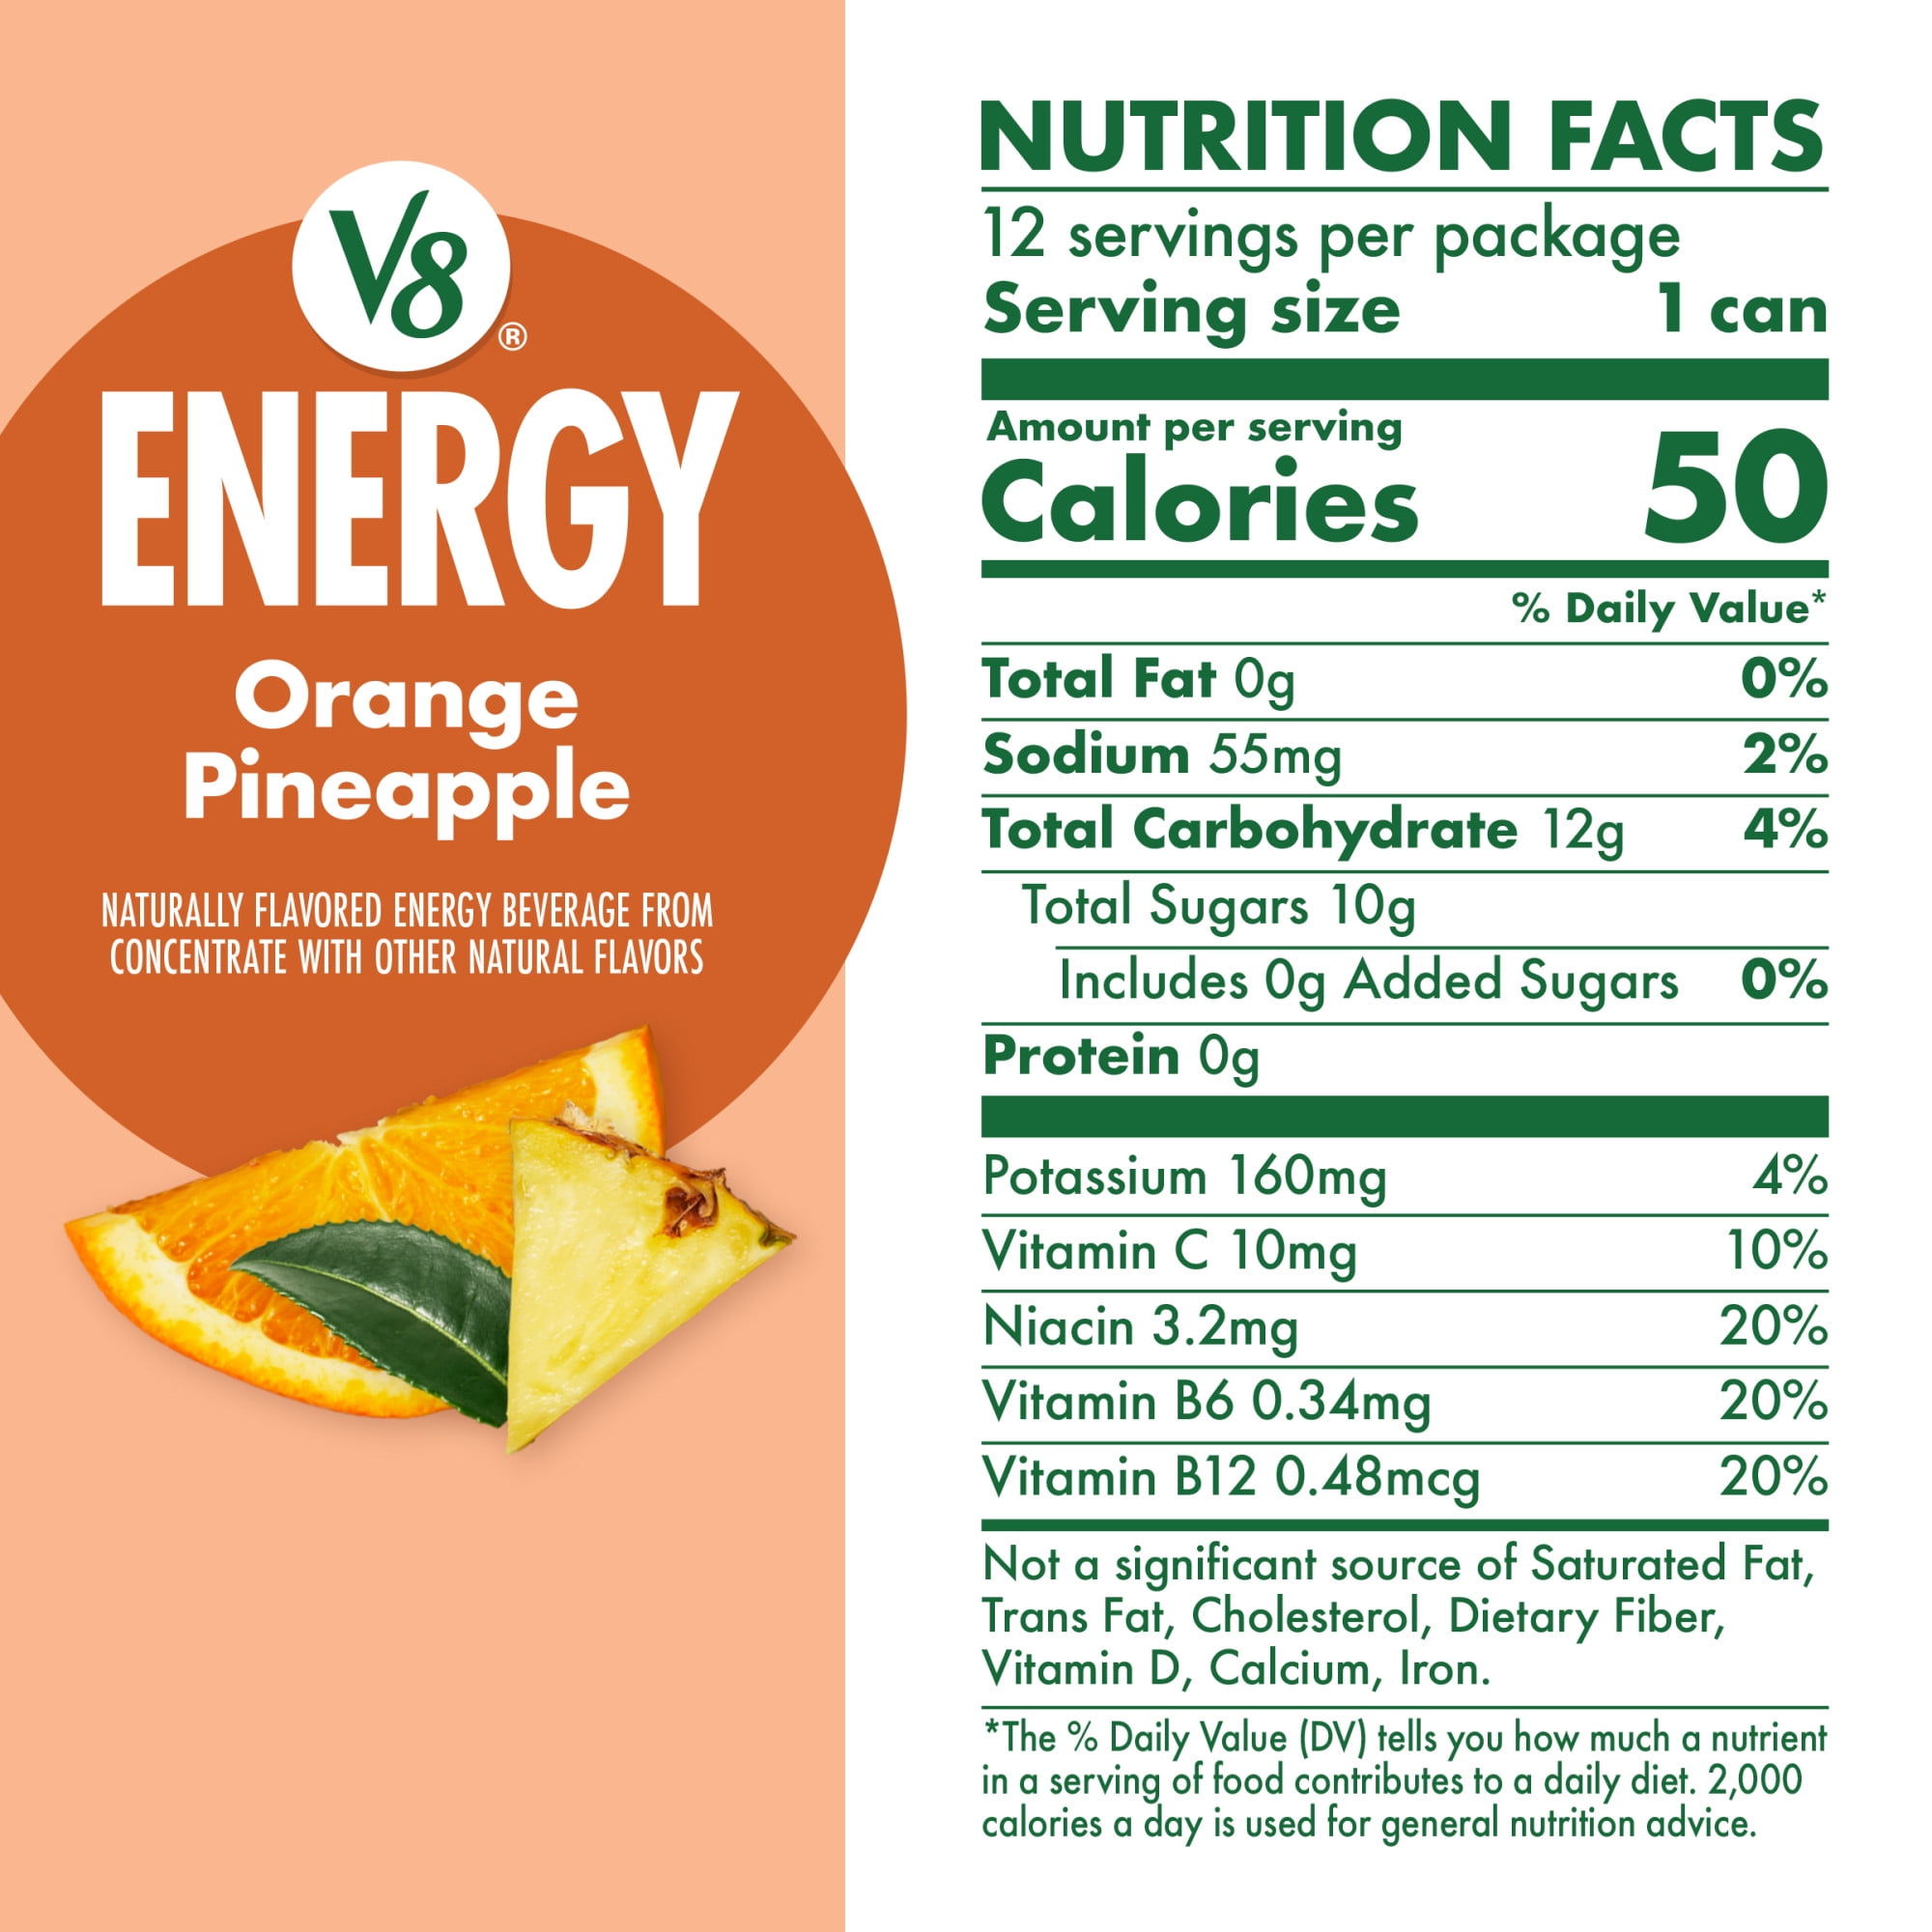 V8®
ENERGY
Orange
Pineapple
NATURALLY FLAVORED ENERGY BEVERAGE FROM
CONCENTRATE WITH OTHER NATURAL FLAVORS
NUTRITION FACTS
12 servings per package
Serving size 1 can
Amount per serving
Calories 50
% Daily Value*
Total Fat 0g 0%
Sodium 55mg 2%
Total Carbohydrate 12g 4%
Total Sugars 10g
Includes 0g Added Sugars 0%
Protein 0g
Potassium 160mg 4%
Vitamin C 10mg 10%
Niacin 3.2mg 20%
Vitamin B6 0.34mg 20%
Vitamin B12 0.48mcg 20%
Not a significant source of Saturated Fat,
Trans Fat, Cholesterol, Dietary Fiber,
Vitamin D, Calcium, Iron.
*The % Daily Value (DV) tells you how much a nutrient
in a serving of food contributes to a daily diet. 2,000
calories a day is used for general nutrition advice.